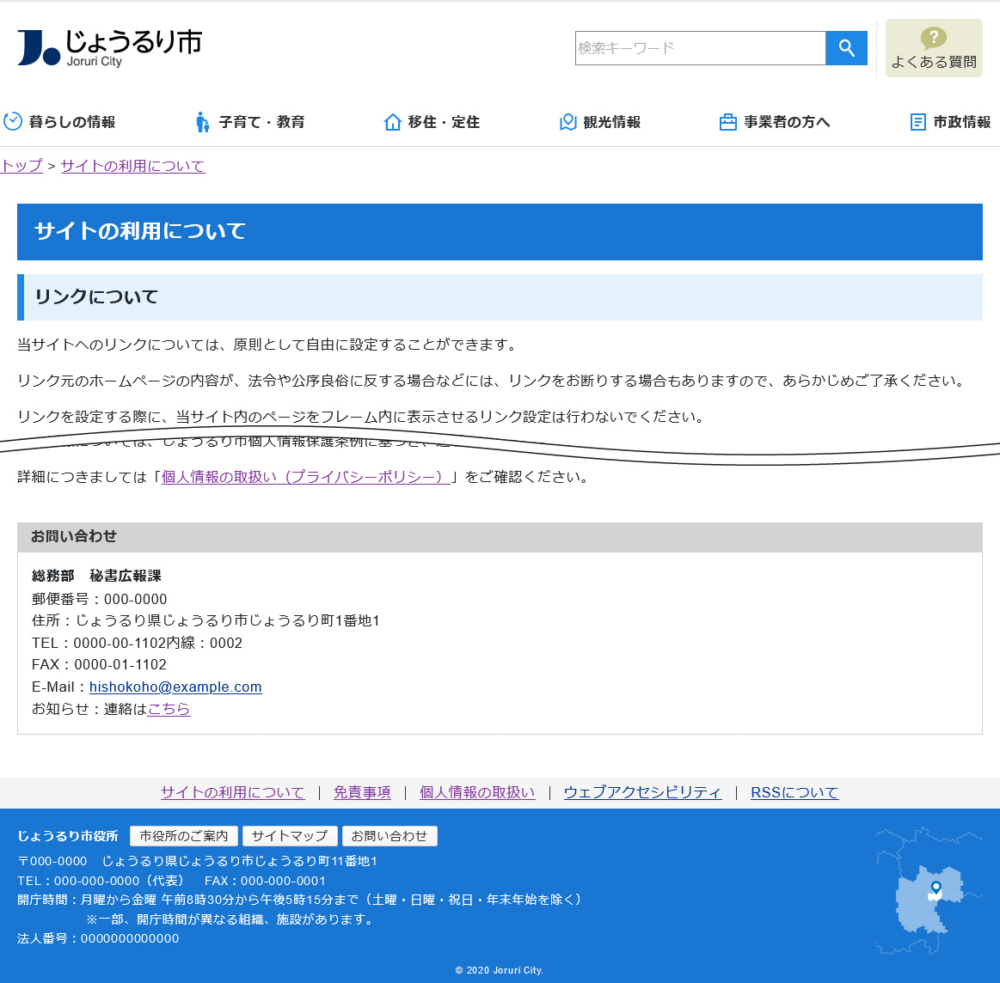 じょうるり市
Joruri City
検索キーワード
?
よくある質問
暮らしの情報 子育て・教育 移住・定住 観光情報 事業者の方へ 市政情報
トップ > サイトの利用について
サイトの利用について
リンクについて
当サイトへのリンクについては、原則として自由に設定することができます。
リンク元のホームページの内容が、法令や公序良俗に反する場合などには、リンクをお断りする場合もありますので、あらかじめご了承ください。
リンクを設定する際に、当サイト内のページをフレーム内に表示させるリンク設定は行わないでください。
ついては、じょうるり市個人情報保護条例に基づき、
詳細につきましては「個人情報の取扱い（プライバシーポリシー）」をご確認ください。
お問い合わせ
総務部　秘書広報課
郵便番号：000-0000
住所：じょうるり県じょうるり市じょうるり町1番地1
TEL：0000-00-1102内線：0002
FAX：0000-01-1102
E-Mail：hishokoho@example.com
お知らせ：連絡はこちら
サイトの利用について ｜ 免責事項 ｜ 個人情報の取扱い ｜ ウェブアクセシビリティ ｜ RSSについて
じょうるり市役所 市役所のご案内 サイトマップ お問い合わせ
〒000-0000　じょうるり県じょうるり市じょうるり町11番地1
TEL：000-000-0000（代表）　FAX：000-000-0001
開庁時間：月曜から金曜 午前8時30分から午後5時15分まで（土曜・日曜・祝日・年末年始を除く）
※一部、開庁時間が異なる組織、施設があります。
法人番号：0000000000000
© 2020 Joruri City.